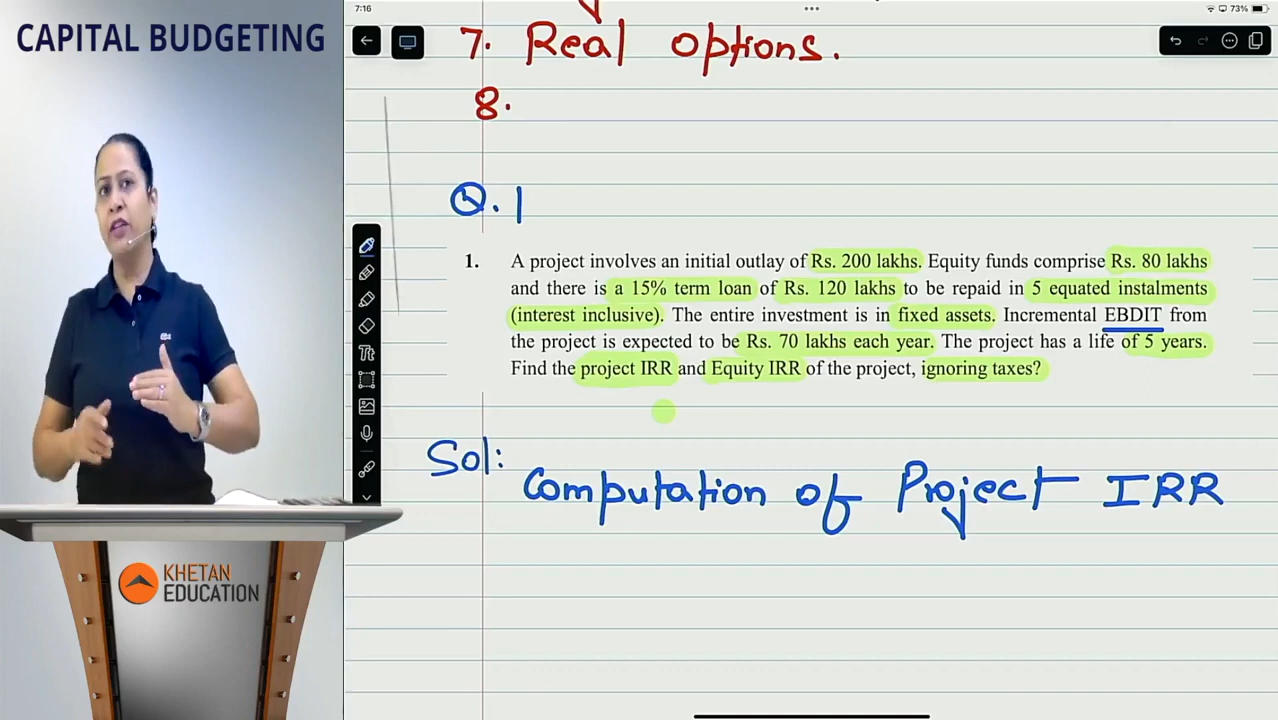 7:16
73%
CAPITAL BUDGETING
7. Real options.
8.
Q. 1
1. A project involves an initial outlay of Rs. 200 lakhs. Equity funds comprise Rs. 80 lakhs
and there is a 15% term loan of Rs. 120 lakhs to be repaid in 5 equated instalments
(interest inclusive). The entire investment is in fixed assets. Incremental EBDIT from
the project is expected to be Rs. 70 lakhs each year. The project has a life of 5 years.
Find the project IRR and Equity IRR of the project, ignoring taxes?
Sol:
Computation of Project IRR
Tt
KHETAN
EDUCATION